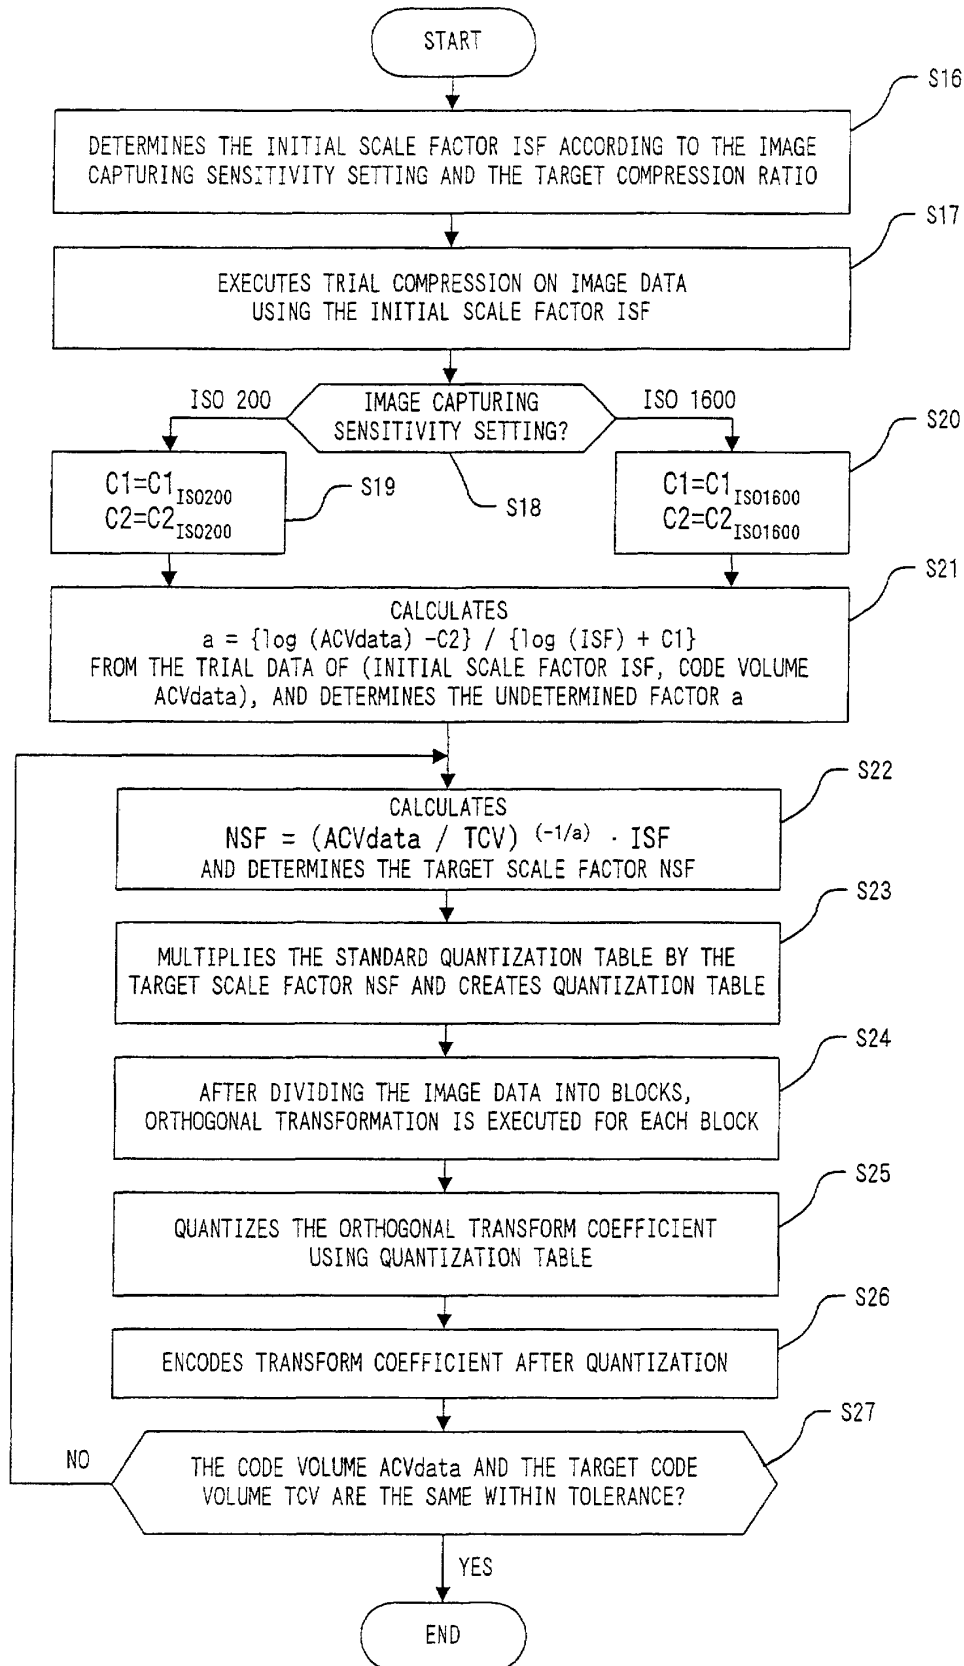 START
S16
DETERMINES THE INITIAL SCALE FACTOR ISF ACCORDING TO THE IMAGE
CAPTURING SENSITIVITY SETTING AND THE TARGET COMPRESSION RATIO
S17
EXECUTES TRIAL COMPRESSION ON IMAGE DATA
USING THE INITIAL SCALE FACTOR ISF
ISO 200
IMAGE CAPTURING
SENSITIVITY SETTING?
ISO 1600
S18
S19
S20
C1=C1ISO200
C2=C2ISO200
C1=C1ISO1600
C2=C2ISO1600
S21
CALCULATES
a = {log (ACVdata) -C2} / {log (ISF) + C1}
FROM THE TRIAL DATA OF (INITIAL SCALE FACTOR ISF, CODE VOLUME
ACVdata), AND DETERMINES THE UNDETERMINED FACTOR a
S22
CALCULATES
NSF = (ACVdata / TCV) (-1/a) · ISF
AND DETERMINES THE TARGET SCALE FACTOR NSF
S23
MULTIPLIES THE STANDARD QUANTIZATION TABLE BY THE
TARGET SCALE FACTOR NSF AND CREATES QUANTIZATION TABLE
S24
AFTER DIVIDING THE IMAGE DATA INTO BLOCKS,
ORTHOGONAL TRANSFORMATION IS EXECUTED FOR EACH BLOCK
S25
QUANTIZES THE ORTHOGONAL TRANSFORM COEFFICIENT
USING QUANTIZATION TABLE
S26
ENCODES TRANSFORM COEFFICIENT AFTER QUANTIZATION
S27
NO
THE CODE VOLUME ACVdata AND THE TARGET CODE
VOLUME TCV ARE THE SAME WITHIN TOLERANCE?
YES
END